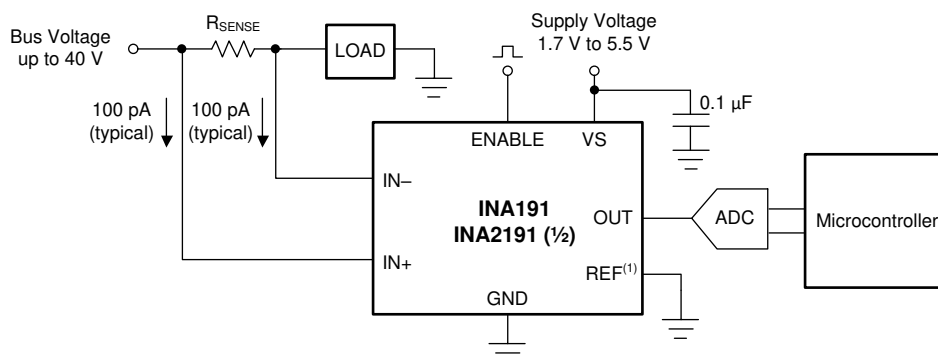 Bus Voltage
up to 40 V
RSENSE
LOAD
Supply Voltage
1.7 V to 5.5 V
100 pA
(typical)
100 pA
(typical)
0.1 µF
ENABLE
VS
IN–
INA191
INA2191 (½)
OUT
ADC
Microcontroller
IN+
REF(1)
GND